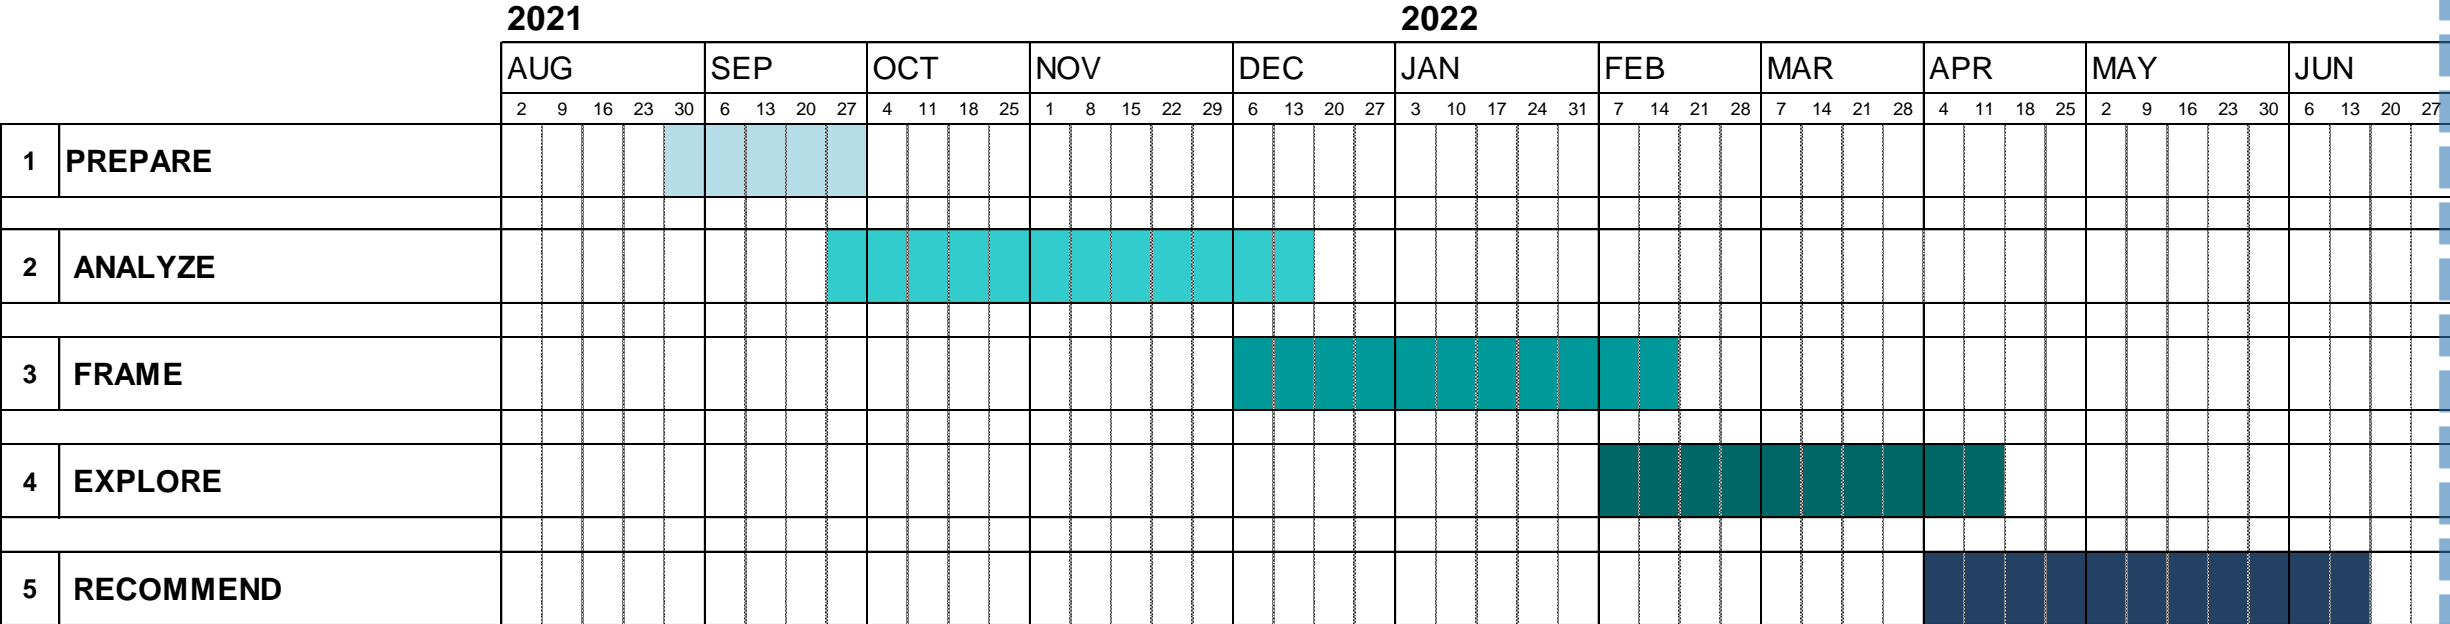 2021 2022
AUG SEP OCT NOV DEC JAN FEB MAR APR MAY JUN
2 9 16 23 30 6 13 20 27 4 11 18 25 1 8 15 22 29 6 13 20 27 3 10 17 24 31 7 14 21 28 7 14 21 28 4 11 18 25 2 9 16 23 30 6 13 20 27
1 PREPARE
2 ANALYZE
3 FRAME
4 EXPLORE
5 RECOMMEND